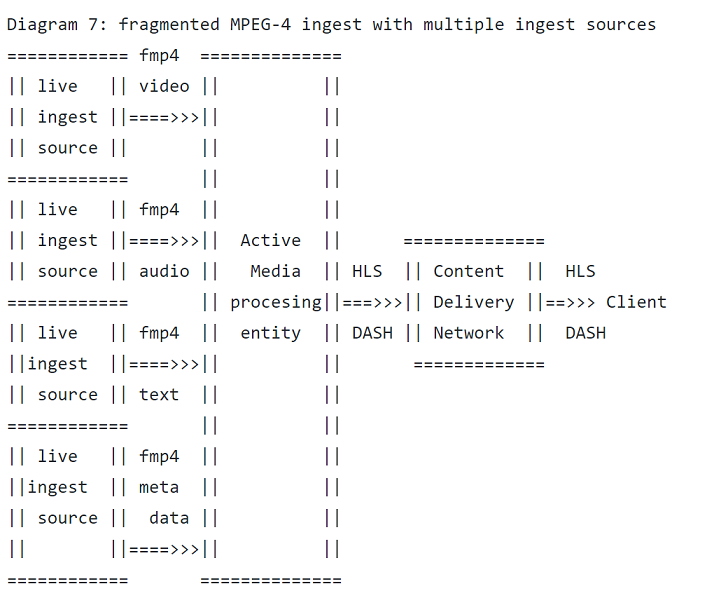 Diagram 7: fragmented MPEG-4 ingest with multiple ingest sources
============ fmp4  ==============
|| live   || video ||          ||
|| ingest ||====>>>||          ||
|| source ||       ||          ||
============       ||          ||
|| live   || fmp4  ||          ||
|| ingest ||====>>>||  Active  ||      ==============
|| source || audio ||   Media  || HLS  || Content  ||  HLS
============       || procesing||===>>>|| Delivery ||==>>> Client
|| live   || fmp4  ||  entity  || DASH || Network  ||  DASH
||ingest  ||====>>>||          ||       =============
|| source || text  ||          ||
============       ||          ||
|| live   || fmp4  ||          ||
||ingest  || meta  ||          ||
|| source ||  data ||          ||
||        ||====>>>||          ||
============       ==============